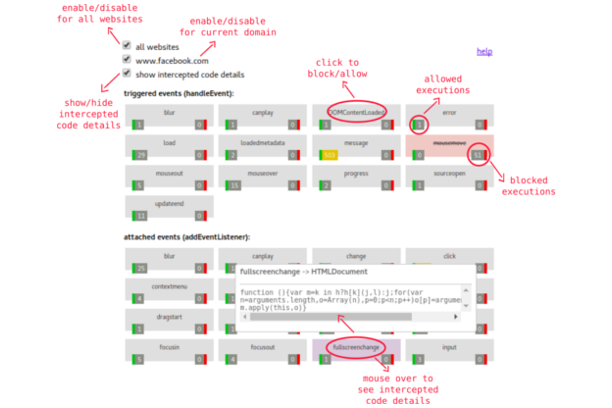 enable/disable
for all websites
enable/disable
for current domain
all websites
www.facebook.com
show intercepted code details
help
click to
block/allow
allowed
executions
show/hide
intercepted
code details
triggered events (handleEvent):
blur
canplay
DOMContentLoaded
error
1
0
1
0
1
0
1
0
load
loadedmetadata
message
mousemove
29
0
2
0
0
0
53
mouseout
mouseover
progress
sourceopen
6
0
15
0
2
0
1
0
blocked
executions
updateend
11
0
attached events (addEventListener):
blur
canplay
change
click
25
fullscreenchange -> HTMLDocument
contextmenu
4
function (){var m=k in h?h[k](j,l):j;for(var
n=arguments.length,o=Array(n),p=0;p<n;p++)o[p]=argume
m.apply(this,o)}
dragstart
1
focusin
focusout
fullscreenchange
input
5
0
4
0
0
3
0
mouse over to
see intercepted
code details